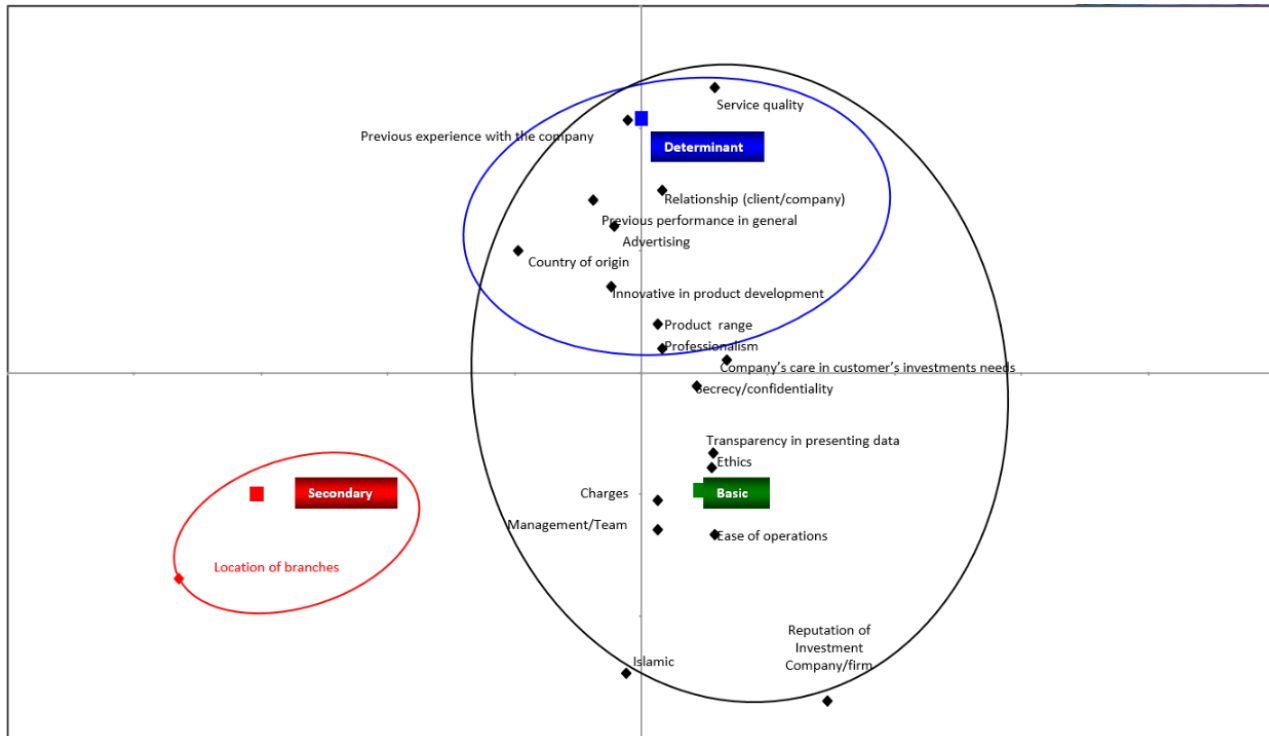 Service quality
Previous experience with the company
Determinant
Relationship (client/company)
Previous performance in general
Advertising
Country of origin
Innovative in product development
Product range
Professionalism
Company's care in customer's investments needs
Secrecy/confidentiality
Transparency in presenting data
Ethics
Secondary
Charges
Basic
Management/Team
Ease of operations
Location of branches
Reputation of
Investment
Company/firm
Islamic